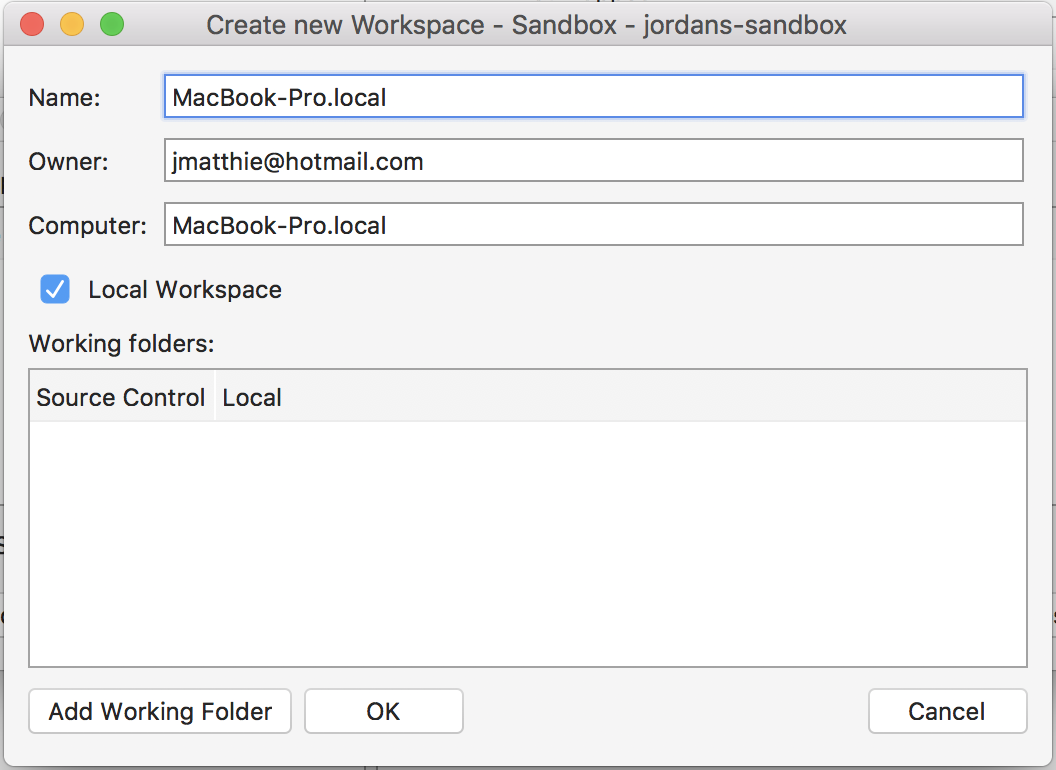 Create new Workspace - Sandbox - jordans-sandbox
Name: MacBook-Pro.local
Owner: jmatthie@hotmail.com
Computer: MacBook-Pro.local
Local Workspace
Working folders:
Source Control Local
Add Working Folder OK Cancel